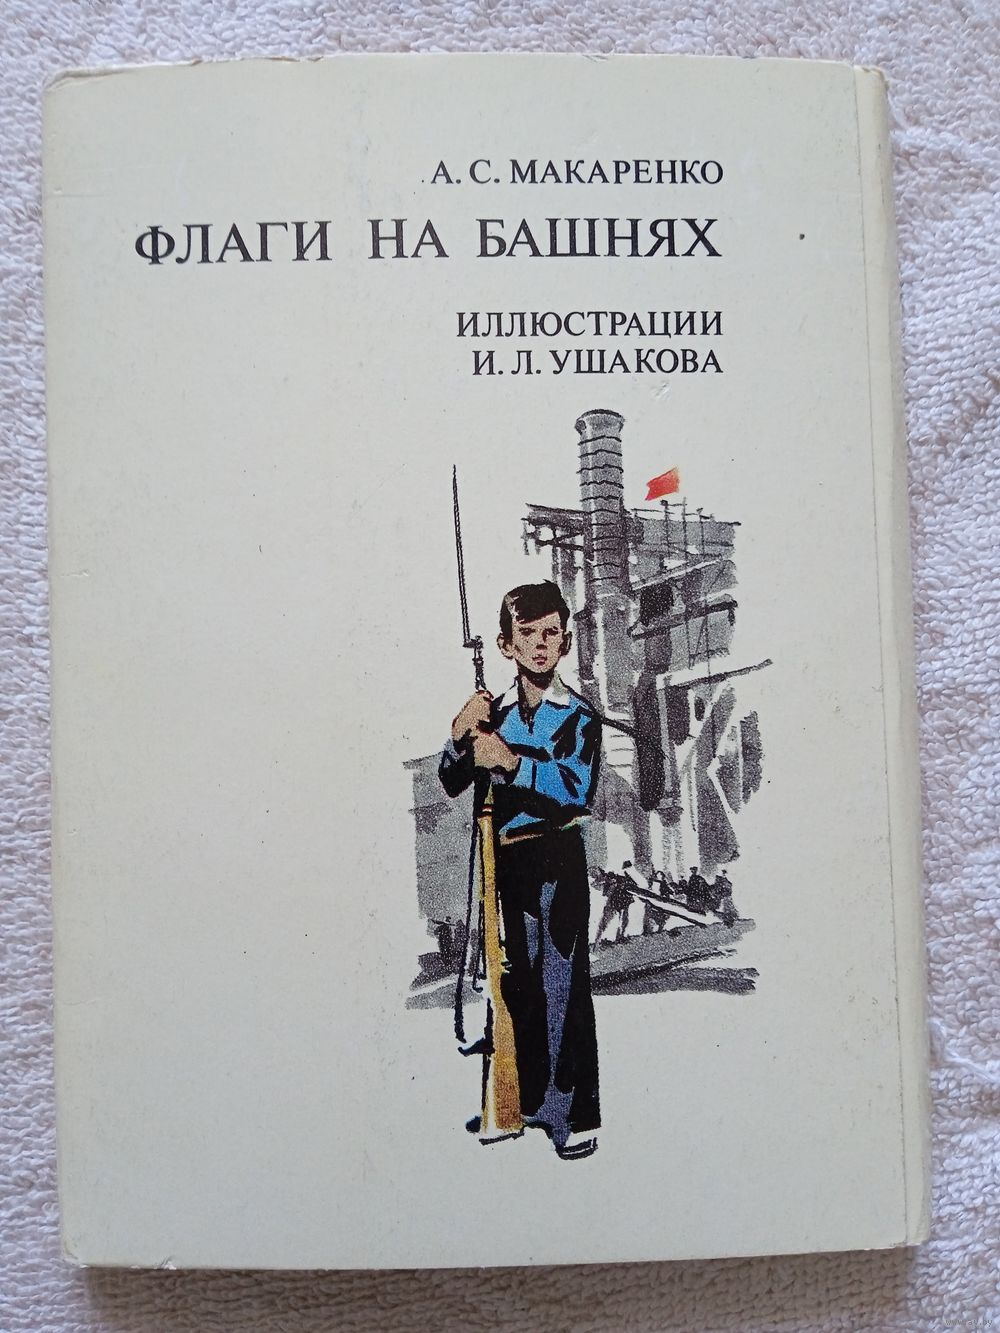 А. С. МАКАРЕНКО
ФЛАГИ НА БАШНЯХ
ИЛЛЮСТРАЦИИ
И. Л. УШАКОВА